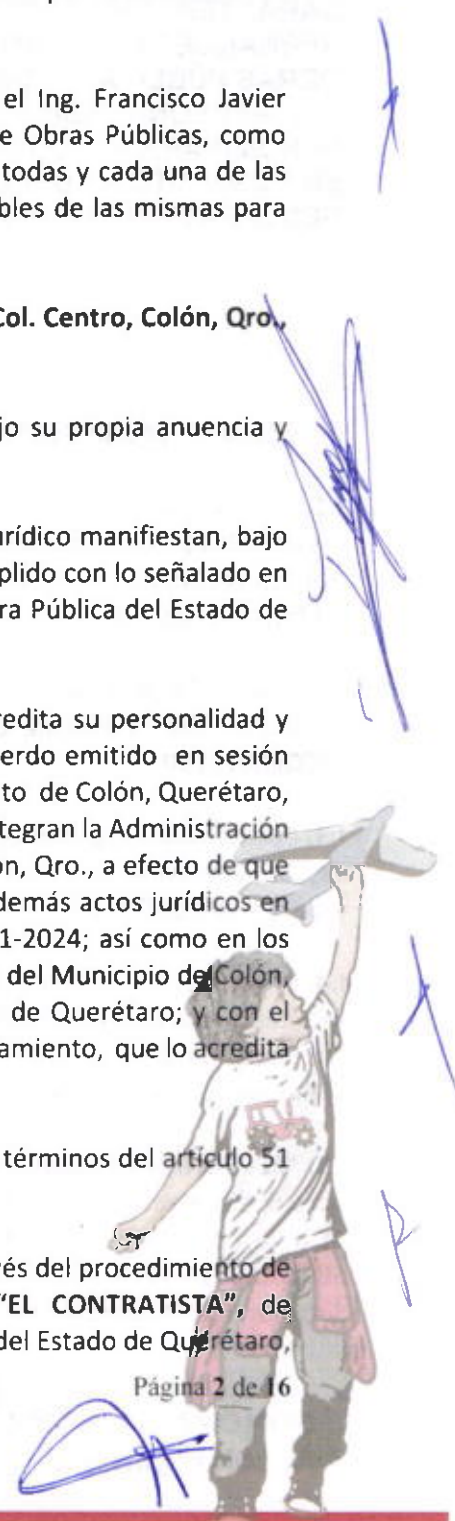 el Ing. Francisco Javier
e Obras Públicas, como
todas y cada una de las
bles de las mismas para
Col. Centro, Colón, Qro.,
jo su propia anuencia y
urídico manifiestan, bajo
plido con lo señalado en
ra Pública del Estado de
redita su personalidad y
uerdo emitido en sesión
to de Colón, Querétaro,
tegran la Administración
ón, Qro., a efecto de que
demás actos jurídicos en
1-2024; así como en los
del Municipio de Colón,
de Querétaro; y con el
amiento, que lo acredita
términos del artículo 51
vés del procedimiento de
"EL CONTRATISTA", de
del Estado de Querétaro,
Página 2 de 16